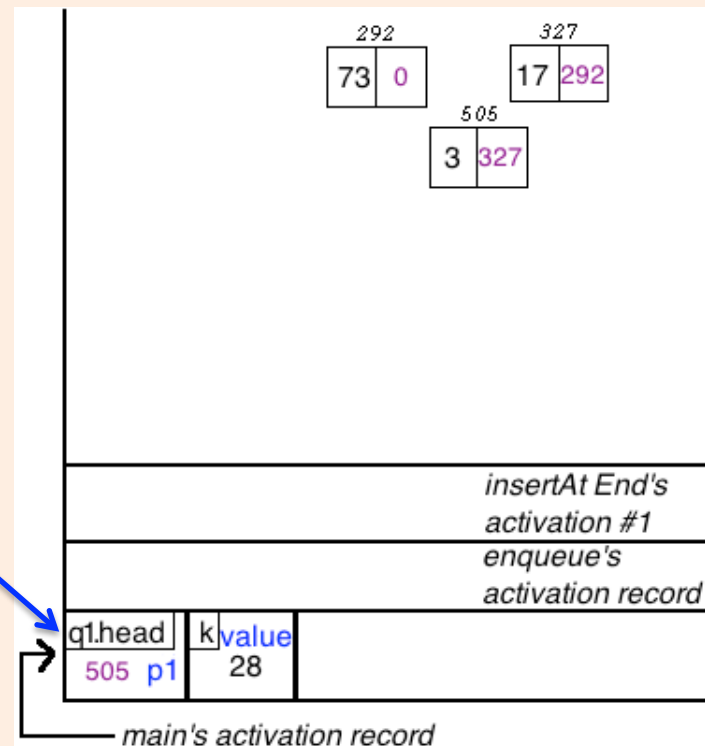 292
327
73 0
17 292
505
3 327
insertAt End's
activation #1
enqueue's
activation record
q1.head
k value
505 p1
28
main's activation record